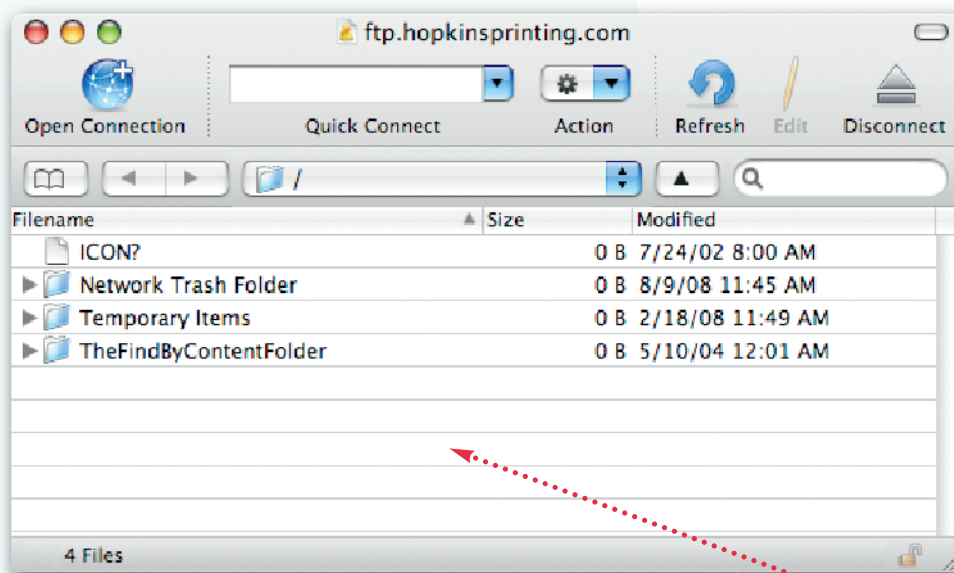 ftp.hopkinsprinting.com
Open Connection Quick Connect Action Refresh Edit Disconnect
/
Filename Size Modified
ICON? 0 B 7/24/02 8:00 AM
Network Trash Folder 0 B 8/9/08 11:45 AM
Temporary Items 0 B 2/18/08 11:49 AM
TheFindByContentFolder 0 B 5/10/04 12:01 AM
4 Files